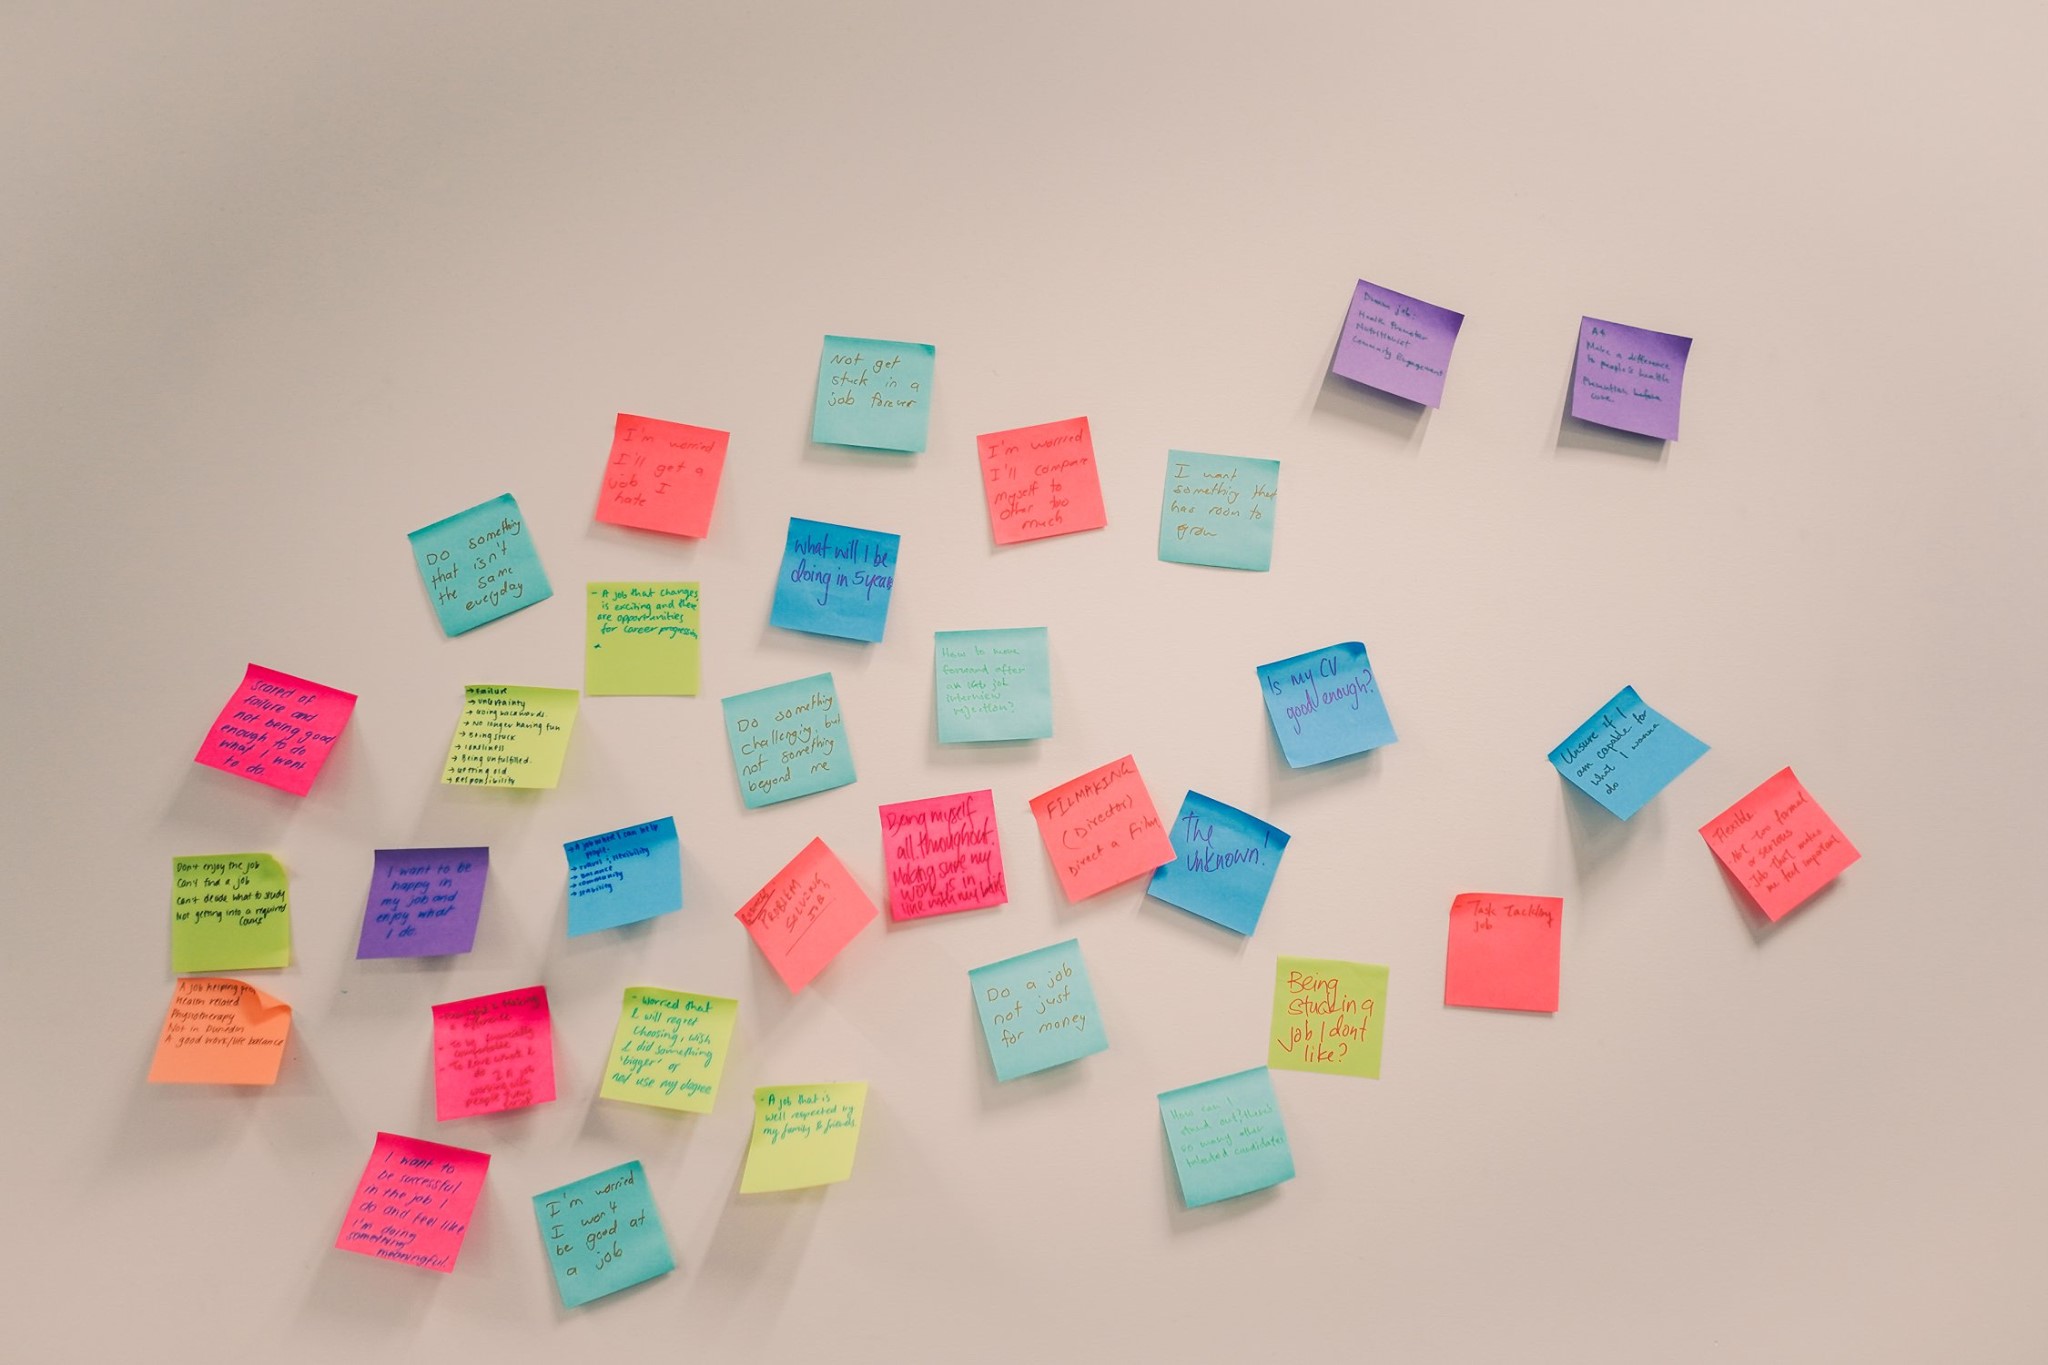 Dream job:
Health Promoter
Nutritionist
Community Engagement
Make a difference
to people's health
Prevention before
cure.
Not get
stuck in a
job forever
I'm worried
I'll get a
job I
hate
I'm worried
I'll compare
myself to
other too
much
I want
something that
has room to
grow
Do something
that isn't
the same
everyday
What will I be
doing in 5 years
- A job that changes,
is exciting and there
are opportunities
for career progression
How to move
forward after
an job
interview
rejection?
Is my CV
good enough?
Scared of
failure and
not being good
enough to do
what I want
to do.
→ Failure
→ Uncertainty
→ Going backwards
→ No longer having fun
→ Being stuck
→ Loneliness
→ Being unfulfilled.
→ Getting old
→ Responsibility
Do something
challenging, but
not something
beyond me
Unsure if I
am capable for
what I wanna
do
Flexible
Not too formal
or serious
Job that makes
me feel important
FILMAKING
(Director)
Direct a Film
The
Unknown!
Being myself
all throughout.
Making sure my
work is in
line with my
Don't enjoy the job
Can't find a job
Can't decide what to study
Not getting into a required
course
I want to be
happy in
my job and
enjoy what
I do.
→ A job where I can help
people.
→ Travel + flexibility
→ Balance
→ Community
→ Stability
PROBLEM
SOLVING
JOB
- Task Tackling
Job
A job helping
Health related
Physiotherapy
Not in Dunedin
A good work/life balance
a difference
- To be financially
comfortable
- To love what I
do
working with
people
- Worried that
I will regret
choosing, wish
I did something
'bigger' or
not use my degree
Do a job
not just
for money
Being
stuck in a
job I dont
like?
- A job that is
well respected by
my family & friends
How can I
stand out
on many other
talented candidates
I want to
be successful
in the job I
do and feel like
I'm doing
something
meaningful.
I'm worried
I won't
be good at
a job